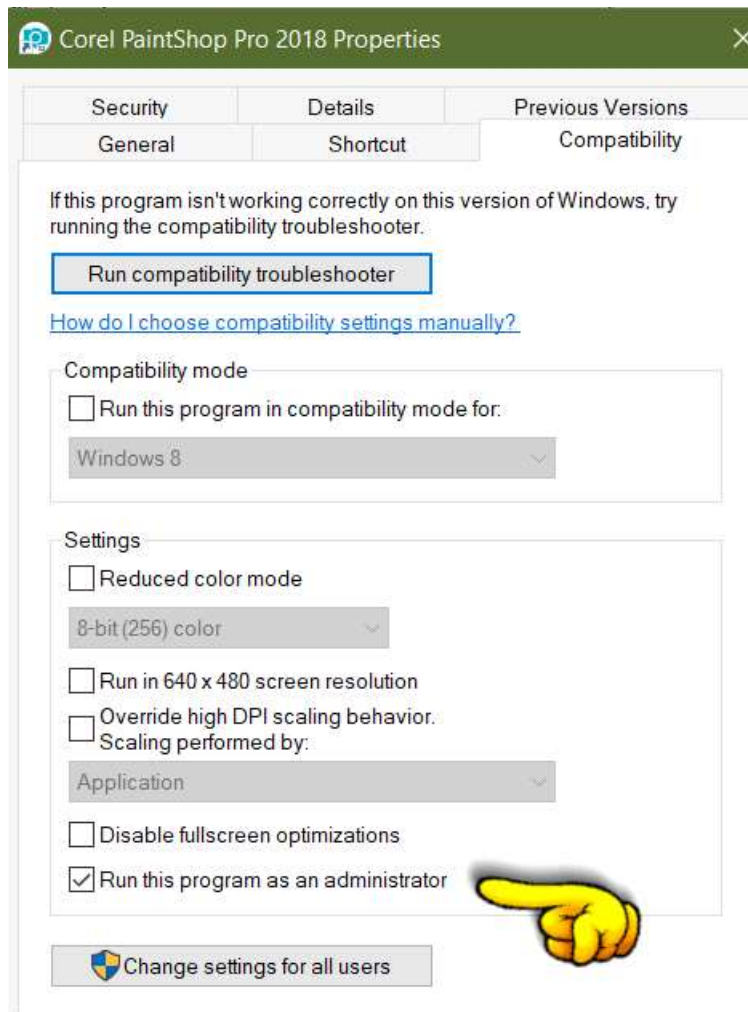 Corel PaintShop Pro 2018 Properties
Security
Details
Previous Versions
General
Shortcut
Compatibility
If this program isn't working correctly on this version of Windows, try
running the compatibility troubleshooter.
Run compatibility troubleshooter
How do I choose compatibility settings manually?
Compatibility mode
Run this program in compatibility mode for:
Windows 8
Settings
Reduced color mode
8-bit (256) color
Run in 640 x 480 screen resolution
Override high DPI scaling behavior.
Scaling performed by:
Application
Disable fullscreen optimizations
Run this program as an administrator
Change settings for all users